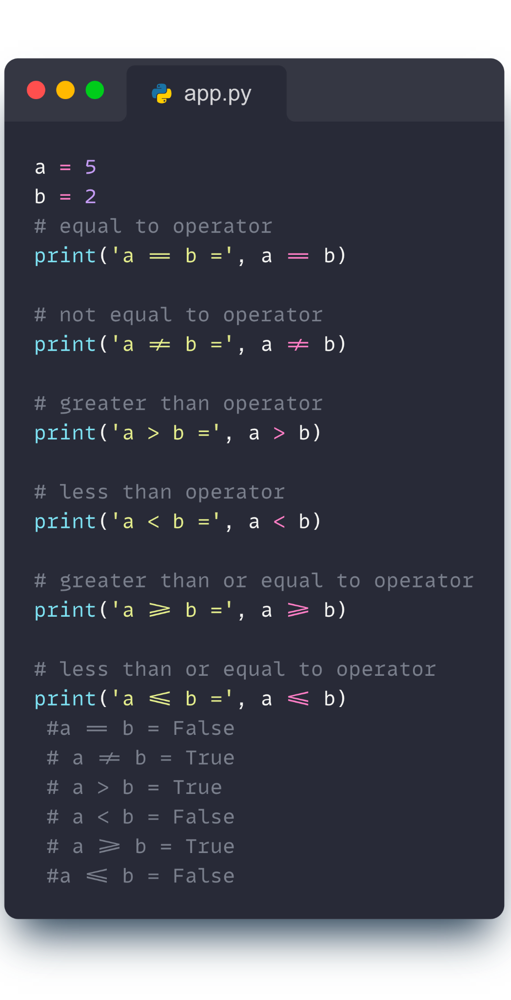 app.py
a = 5
b = 2
# equal to operator
print('a == b =', a == b)
# not equal to operator
print('a != b =', a != b)
# greater than operator
print('a > b =', a > b)
# less than operator
print('a < b =', a < b)
# greater than or equal to operator
print('a >= b =', a >= b)
# less than or equal to operator
print('a <= b =', a <= b)
#a == b = False
# a != b = True
# a > b = True
# a < b = False
# a >= b = True
#a <= b = False